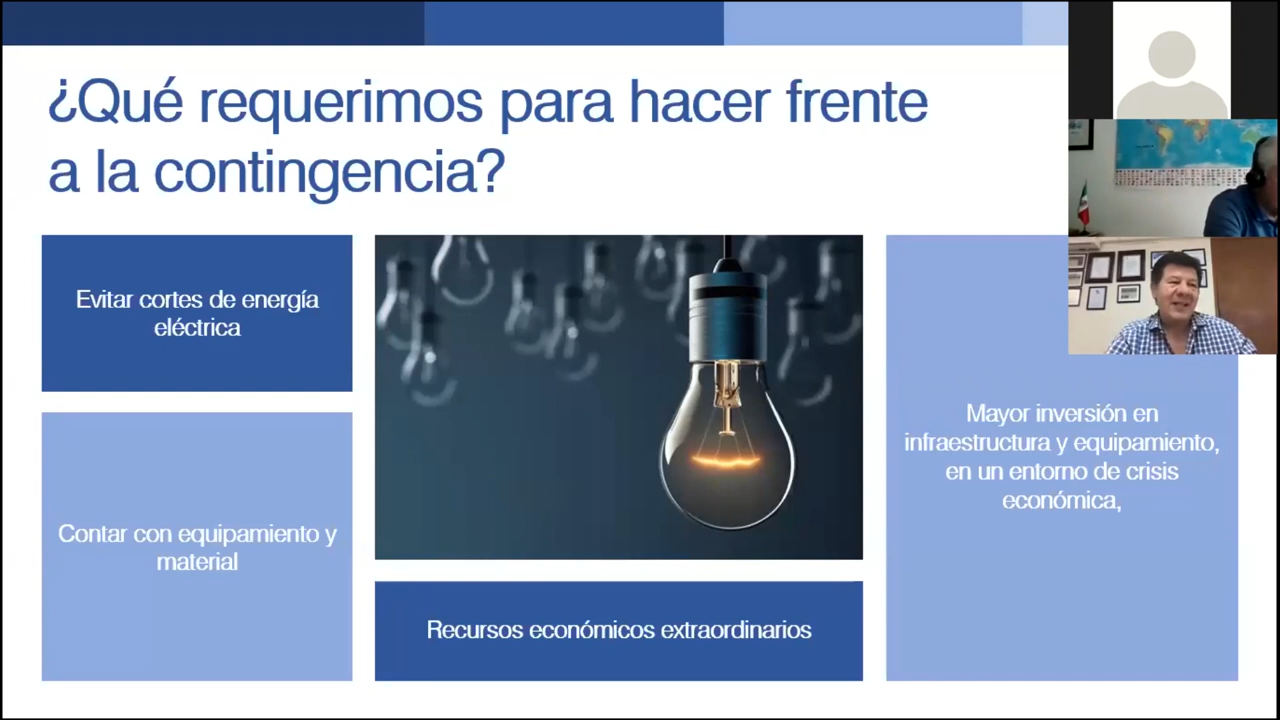 ¿Qué requerimos para hacer frente
a la contingencia?
Evitar cortes de energía
eléctrica
Contar con equipamiento y
material
Recursos económicos extraordinarios
Mayor inversión en
infraestructura y equipamiento,
en un entorno de crisis
económica,